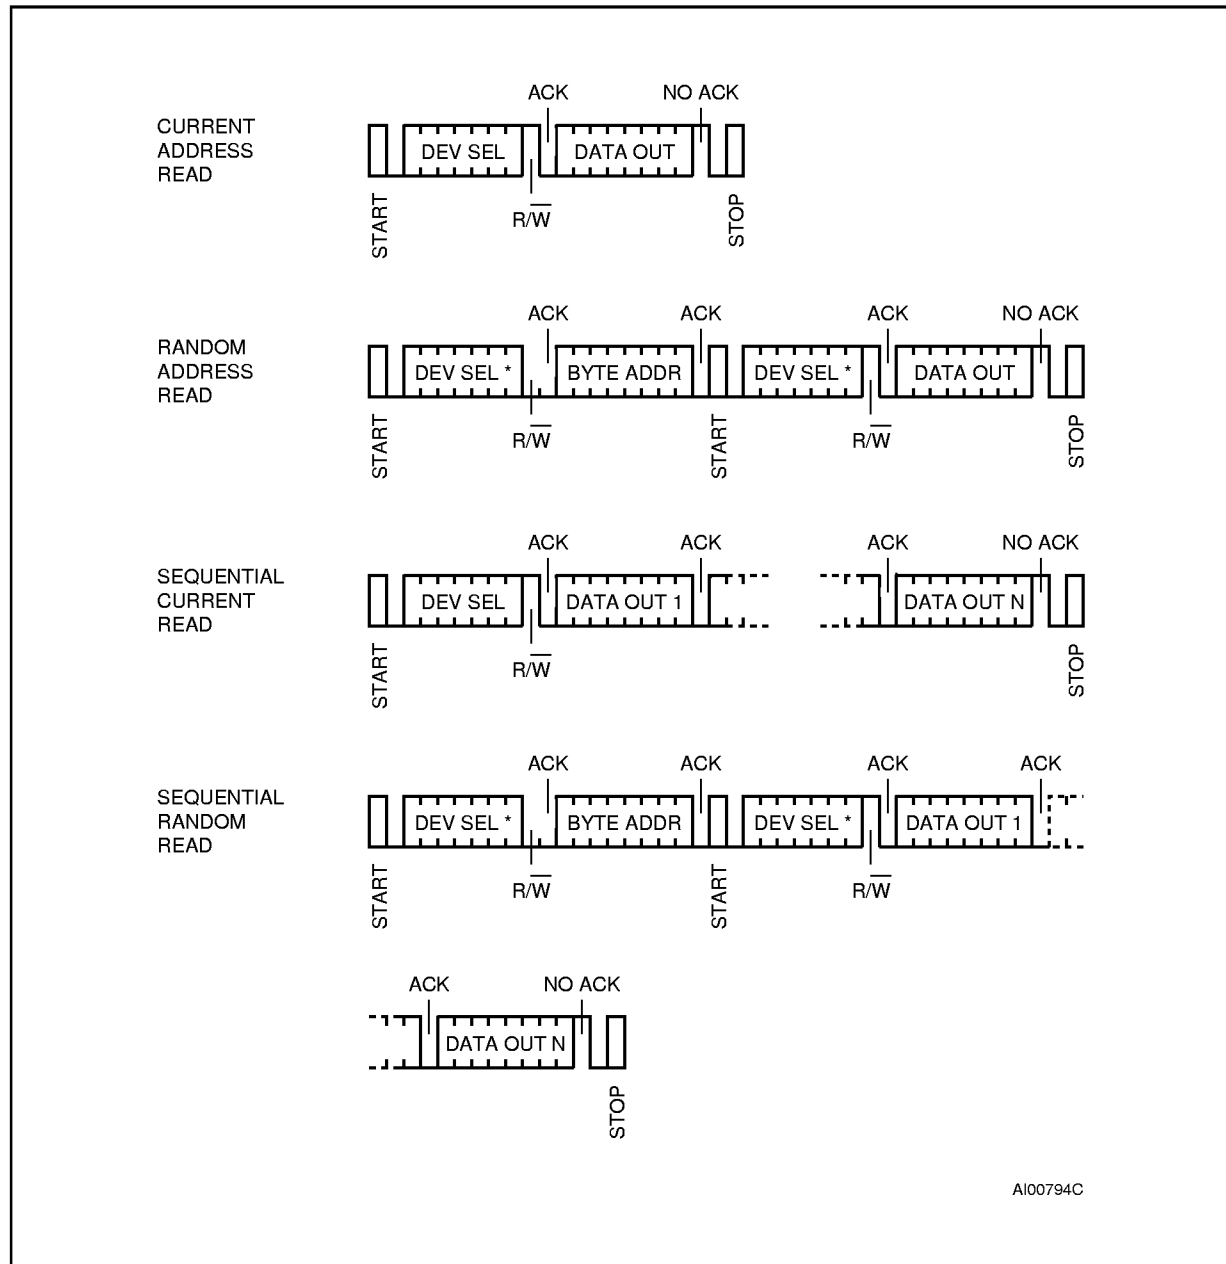 ACK NO ACK
CURRENT
ADDRESS
READ
DEV SEL DATA OUT
R/W̅
START STOP
ACK ACK ACK NO ACK
RANDOM
ADDRESS
READ
DEV SEL * BYTE ADDR DEV SEL * DATA OUT
R/W̅ R/W̅
START START STOP
ACK ACK ACK NO ACK
SEQUENTIAL
CURRENT
READ
DEV SEL DATA OUT 1 DATA OUT N
R/W̅
START STOP
ACK ACK ACK ACK
SEQUENTIAL
RANDOM
READ
DEV SEL * BYTE ADDR DEV SEL * DATA OUT 1
R/W̅ R/W̅
START START
ACK NO ACK
DATA OUT N
STOP
AI00794C